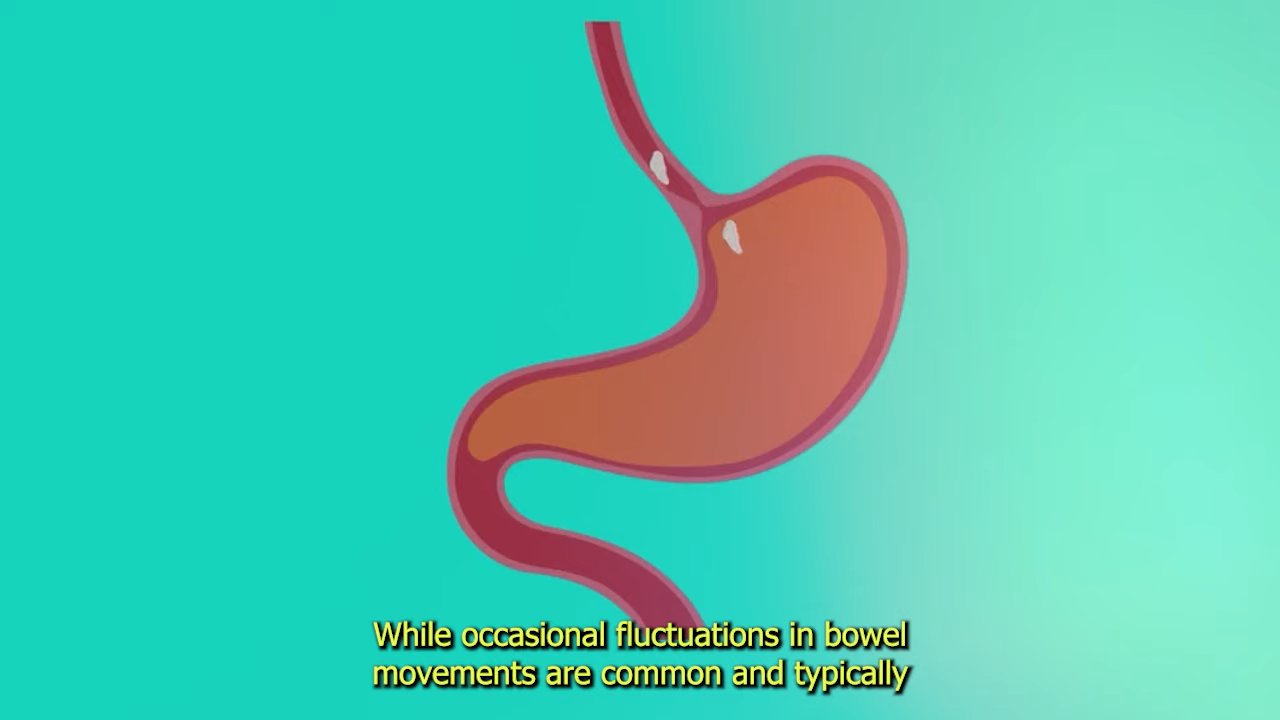 While occasional fluctuations in bowel
movements are common and typically